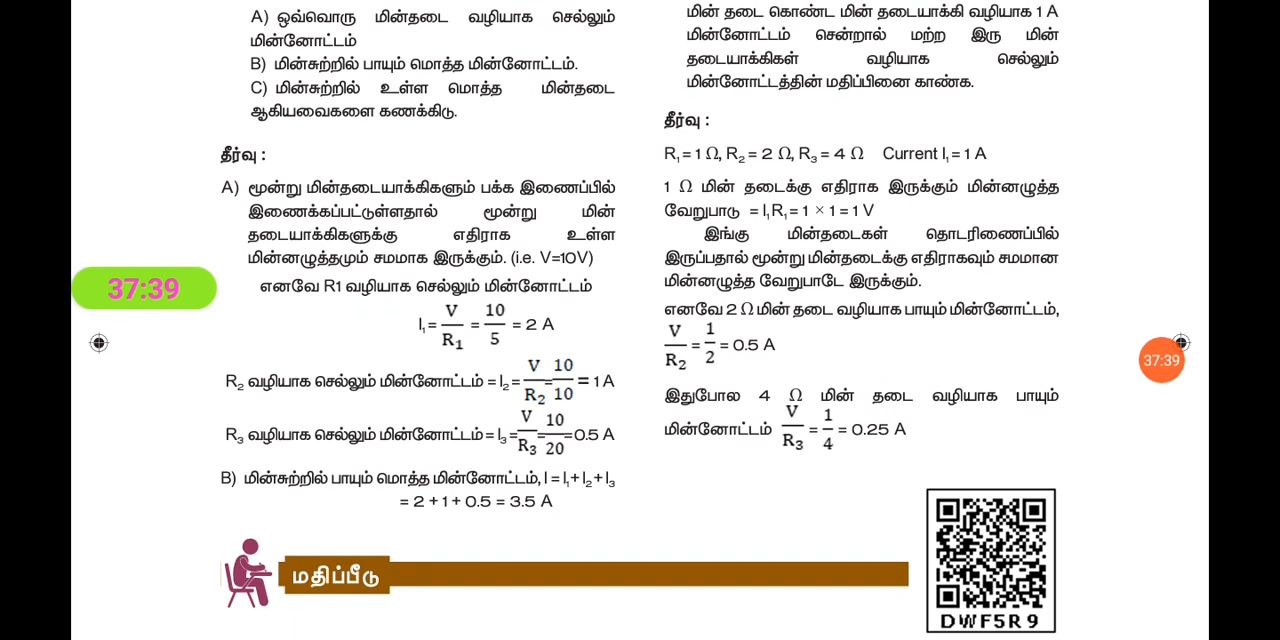 A) ஒவ்வொரு மின்தடை வழியாக செல்லும்
மின்னோட்டம்
B) மின்சுற்றில் பாயும் மொத்த மின்னோட்டம்.
C) மின்சுற்றில் உள்ள மொத்த மின்தடை
ஆகியவைகளை கணக்கிடு.
தீர்வு :
A) மூன்று மின்தடையாக்கிகளும் பக்க இணைப்பில்
இணைக்கப்பட்டுள்ளதால் மூன்று மின்
தடையாக்கிகளுக்கு எதிராக உள்ள
மின்னழுத்தமும் சமமாக இருக்கும். (i.e. V=10V)
எனவே R1 வழியாக செல்லும் மின்னோட்டம்
I₁ = V/R₁ = 10/5 = 2 A
R₂ வழியாக செல்லும் மின்னோட்டம் = I₂ = V/R₂ = 10/10 = 1 A
R₃ வழியாக செல்லும் மின்னோட்டம் = I₃ = V/R₃ = 10/20 = 0.5 A
B) மின்சுற்றில் பாயும் மொத்த மின்னோட்டம், I = I₁ + I₂ + I₃
= 2 + 1 + 0.5 = 3.5 A
மின் தடை கொண்ட மின் தடையாக்கி வழியாக 1 A
மின்னோட்டம் சென்றால் மற்ற இரு மின்
தடையாக்கிகள் வழியாக செல்லும்
மின்னோட்டத்தின் மதிப்பினை காண்க.
தீர்வு :
R₁ = 1 Ω, R₂ = 2 Ω, R₃ = 4 Ω Current I₁ = 1 A
1 Ω மின் தடைக்கு எதிராக இருக்கும் மின்னழுத்த
வேறுபாடு = I₁ R₁ = 1 × 1 = 1 V
இங்கு மின்தடைகள் தொடரிணைப்பில்
இருப்பதால் மூன்று மின்தடைக்கு எதிராகவும் சமமான
மின்னழுத்த வேறுபாடே இருக்கும்.
எனவே 2 Ω மின் தடை வழியாக பாயும் மின்னோட்டம்,
V/R₂ = 1/2 = 0.5 A
இதுபோல 4 Ω மின் தடை வழியாக பாயும்
மின்னோட்டம் V/R₃ = 1/4 = 0.25 A
37:39
37:39
மதிப்பீடு
DWF5R9